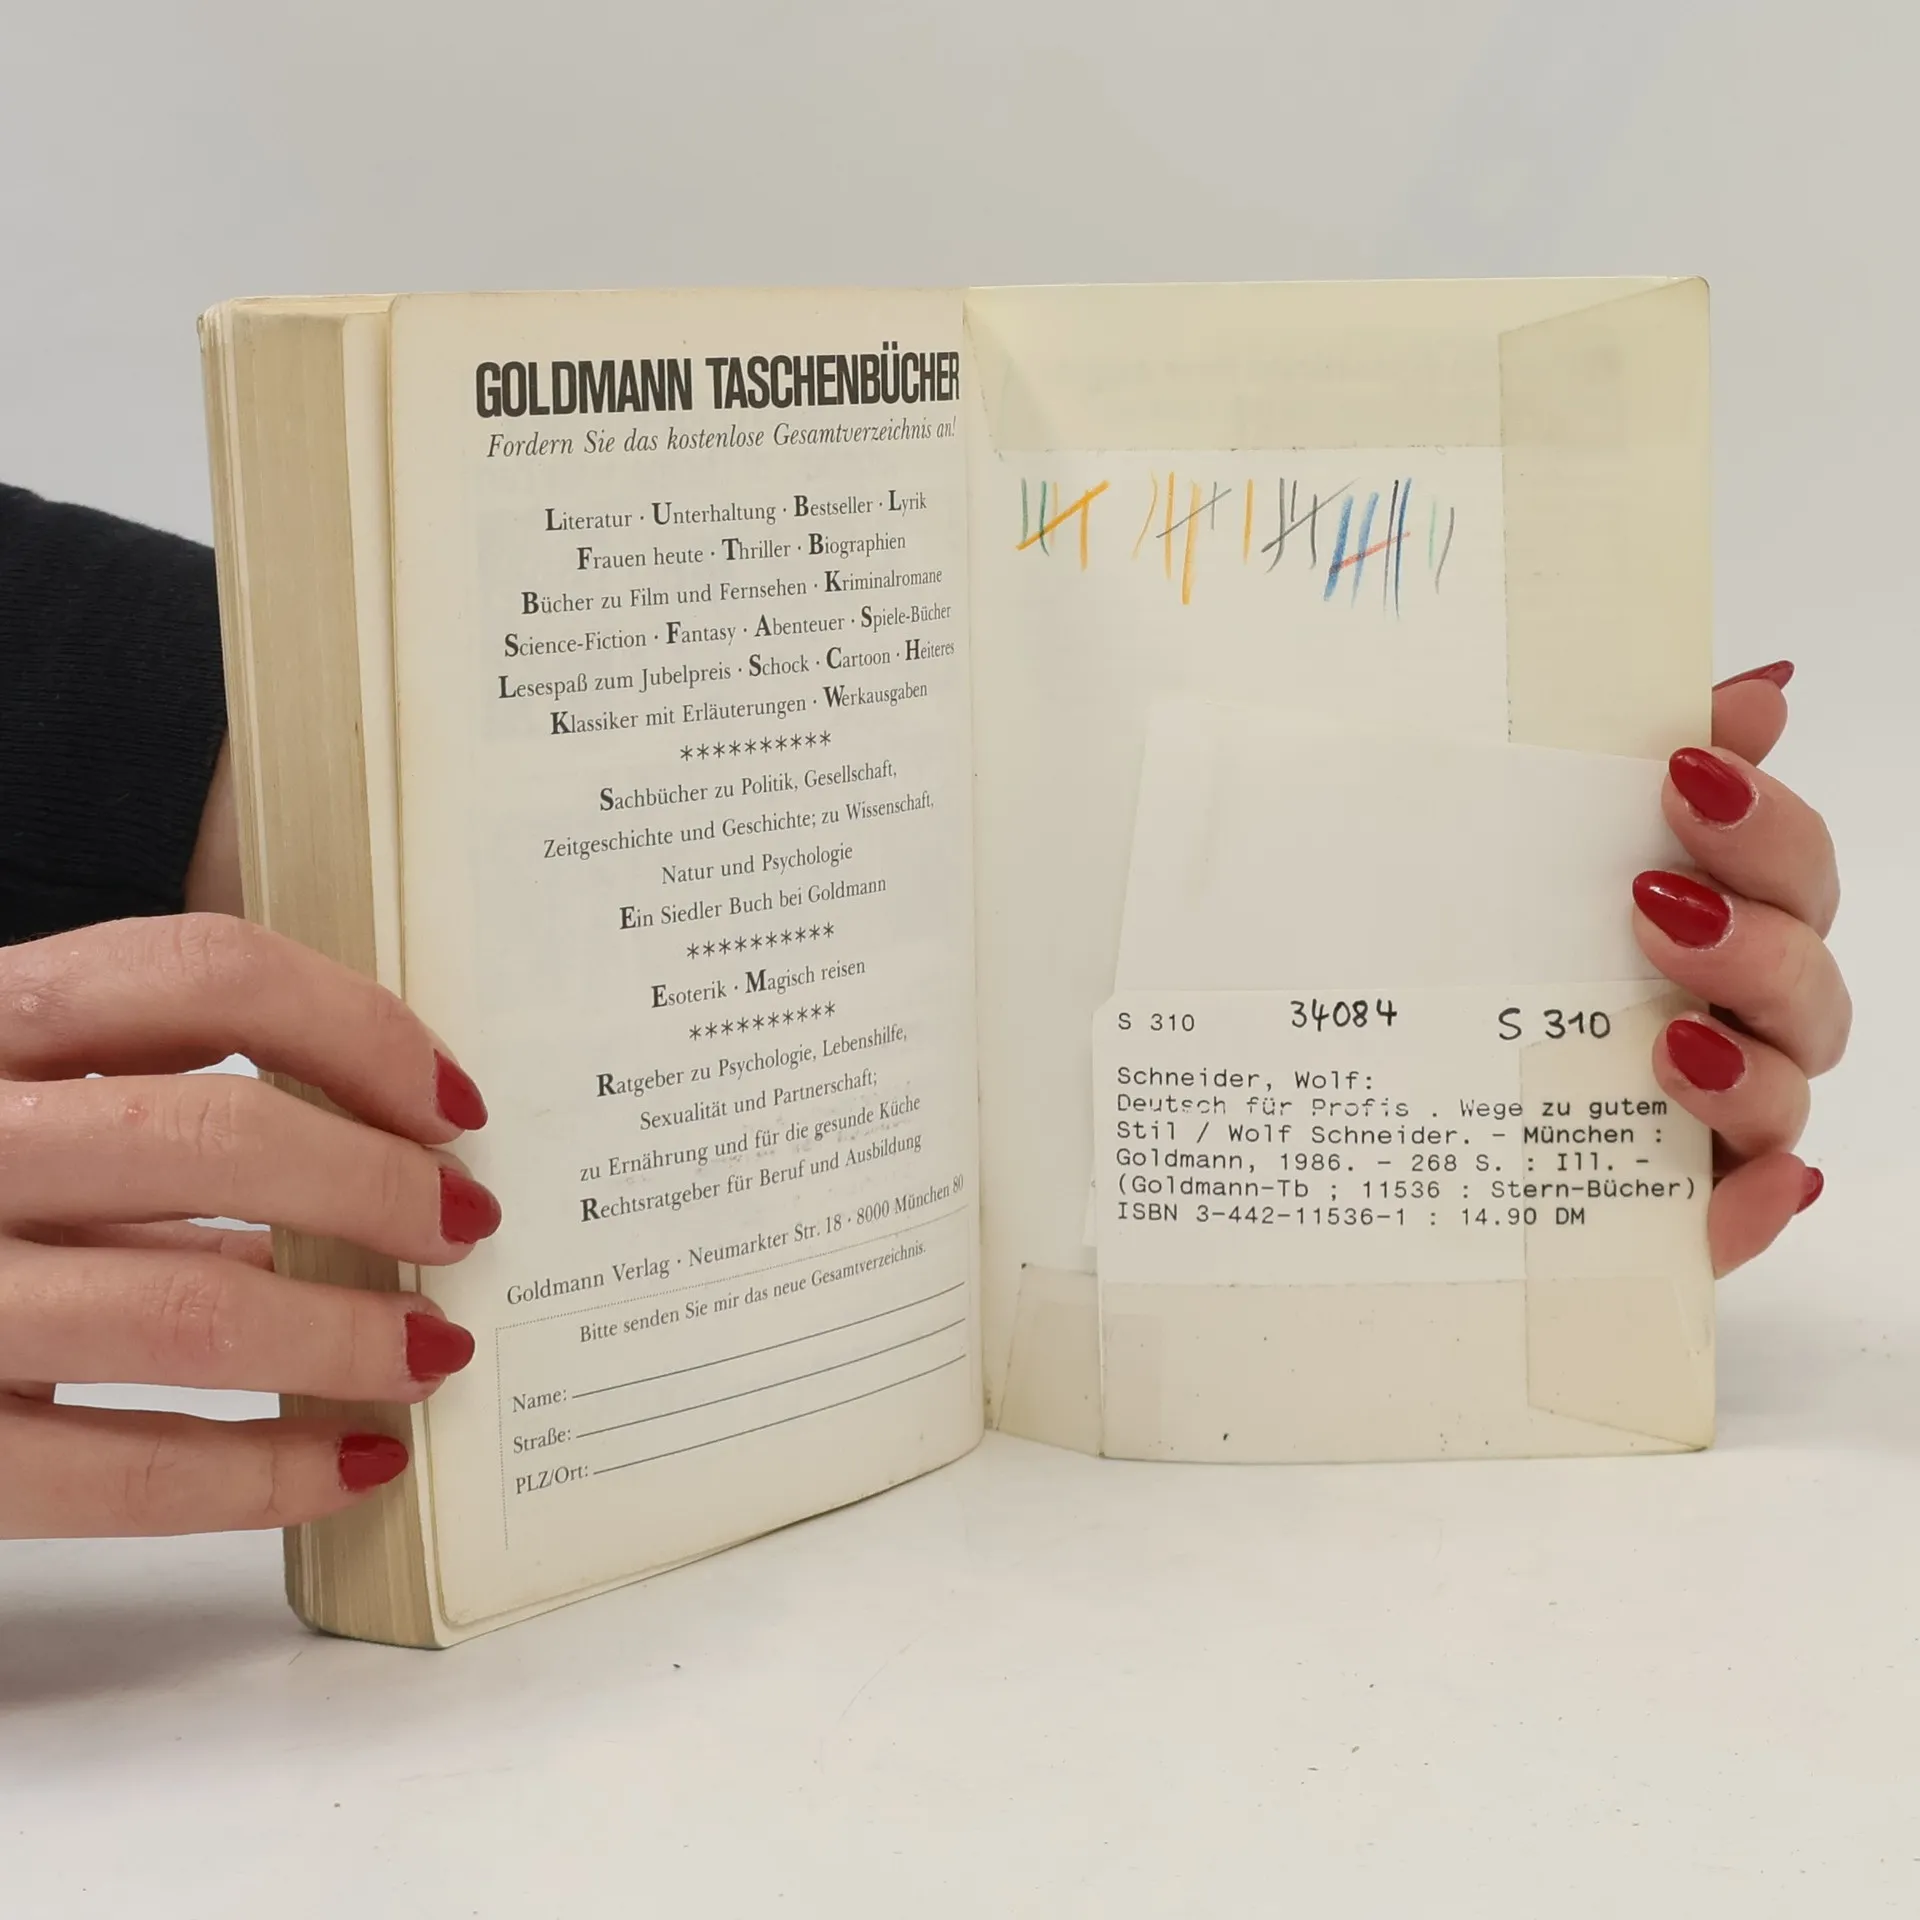 GOLDMANN TASCHENBÜCHER
Fordern Sie das kostenlose Gesamtverzeichnis an!
Literatur · Unterhaltung · Bestseller · Lyrik
Frauen heute · Thriller · Biographien
Bücher zu Film und Fernsehen · Kriminalromane
Science-Fiction · Fantasy · Abenteuer · Spiele-Bücher
Lesespaß zum Jubelpreis · Schock · Cartoon · Heiteres
Klassiker mit Erläuterungen · Werkausgaben
**********
Sachbücher zu Politik, Gesellschaft,
Zeitgeschichte und Geschichte; zu Wissenschaft,
Natur und Psychologie
Ein Siedler Buch bei Goldmann
**********
Esoterik · Magisch reisen
**********
Ratgeber zu Psychologie, Lebenshilfe,
Sexualität und Partnerschaft;
zu Ernährung und für die gesunde Küche
Rechtsratgeber für Beruf und Ausbildung
Goldmann Verlag · Neumarkter Str. 18 · 8000 München 80
Bitte senden Sie mir das neue Gesamtverzeichnis.
Name:
Straße:
PLZ/Ort:
S 310 34084 S 310
Schneider, Wolf:
Deutsch für Profis . Wege zu gutem
Stil / Wolf Schneider. - München :
Goldmann, 1986. - 268 S. : Ill. -
(Goldmann-Tb ; 11536 : Stern-Bücher)
ISBN 3-442-11536-1 : 14.90 DM